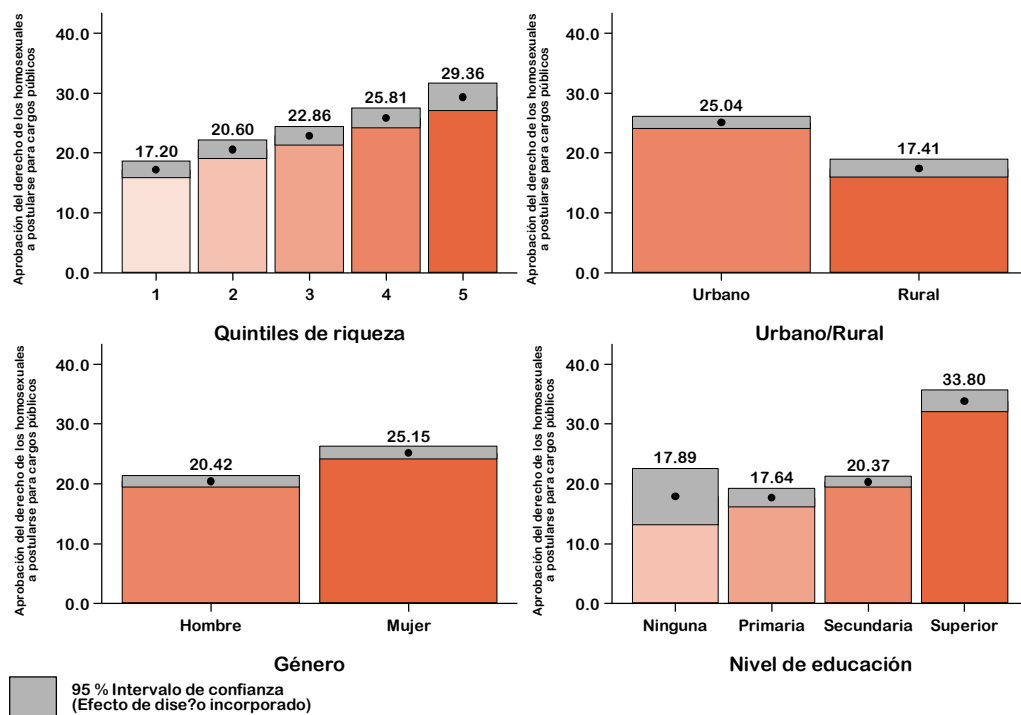 Aprobación del derecho de los homosexuales
a postularse para cargos públicos
40.0
30.0
20.0
10.0
0.0
17.20
20.60
22.86
25.81
29.36
1
2
3
4
5
Quintiles de riqueza
Aprobación del derecho de los homosexuales
a postularse para cargos públicos
40.0
30.0
20.0
10.0
0.0
25.04
17.41
Urbano
Rural
Urbano/Rural
Aprobación del derecho de los homosexuales
a postularse para cargos públicos
40.0
30.0
20.0
10.0
0.0
20.42
25.15
Hombre
Mujer
Género
Aprobación del derecho de los homosexuales
a postularse para cargos públicos
40.0
30.0
20.0
10.0
0.0
17.89
17.64
20.37
33.80
Ninguna
Primaria
Secundaria
Superior
Nivel de educación
95 % Intervalo de confianza
(Efecto de dise?o incorporado)